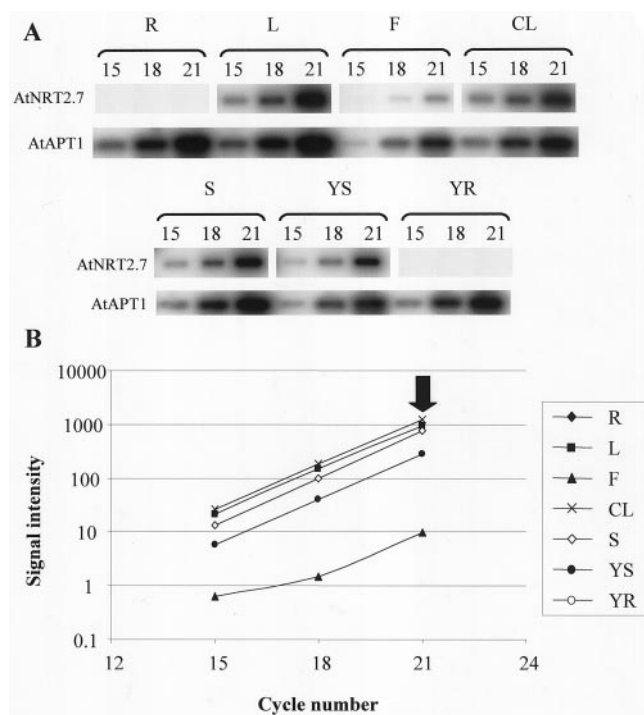 A
R L F CL
15 18 21 15 18 21 15 18 21 15 18 21
AtNRT2.7
AtAPT1
S YS YR
15 18 21 15 18 21 15 18 21
AtNRT2.7
AtAPT1
B
10000
1000
100
10
1
0.1
Signal intensity
12 15 18 21 24
Cycle number
R
L
F
CL
S
YS
YR